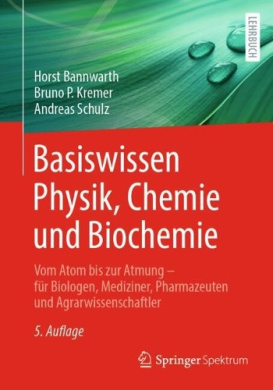 Horst Bannwarth
Bruno P. Kremer
Andreas Schulz
LEHRBUCH
Basiswissen
Physik, Chemie
und Biochemie
Vom Atom bis zur Atmung –
für Biologen, Mediziner, Pharmazeuten
und Agrarwissenschaftler
5. Auflage
Springer Spektrum